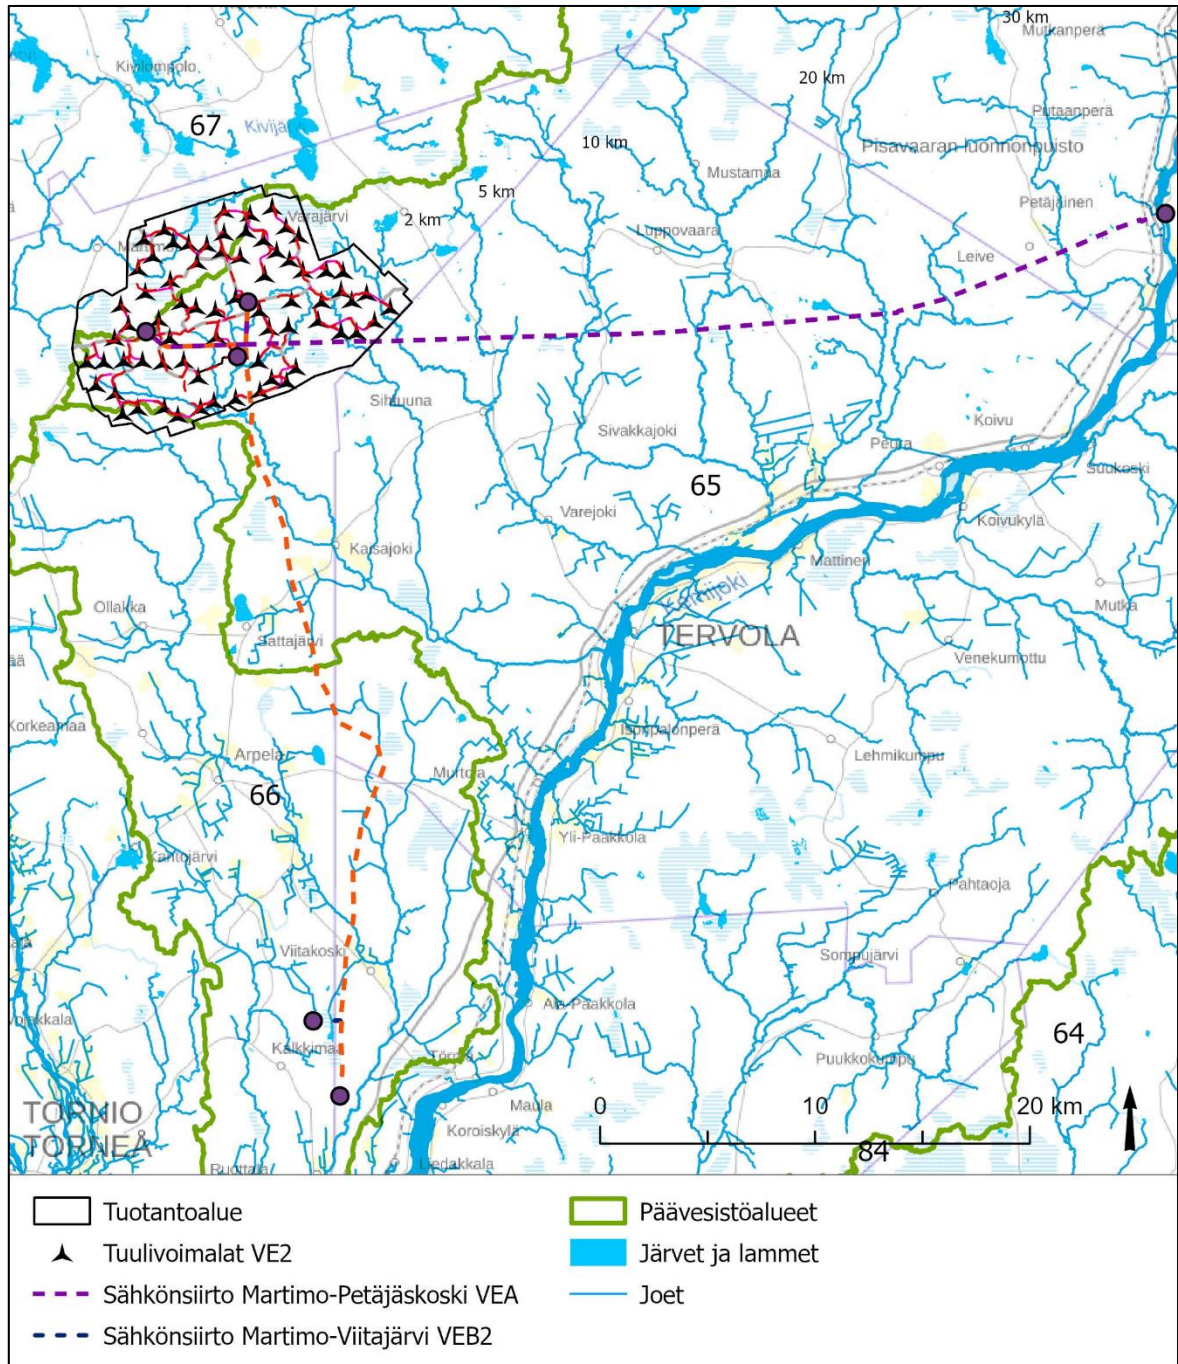 30 km
Mutkanperä
Kivilompolo
20 km
Putaanperä
67
Kivijärvi
10 km
Pisavaaran luonnonpuisto
Mustamaa
5 km
Petäjäinen
2 km
Varajärvi
Luppovaara
Leive
Martimo
Sihtuuna
Sivakkajoki
Koivu
Peura
Suukoski
65
Varejoki
Koivukylä
Kaisajoki
Mattinen
Ollakka
Kemijoki
Mutka
Sattajärvi
TERVOLA
Venekumottu
Korkeamaa
Isonpalonperä
Arpela
Lehmikumpu
Murtola
66
Yli-Paakkola
Kantojärvi
Pahtaoja
Viitakoski
Sompujärvi
Ala-Paakkola
Kalkkimaa
64
Puukkokumpu
TORNIO
Maula
0 10 20 km
TORNEÅ
Koroiskylä
84
Liedakkala
Ruottala
Tuotantoalue
Tuulivoimalat VE2
Sähkönsiirto Martimo-Petäjäskoski VEA
Sähkönsiirto Martimo-Viitajärvi VEB2
Päävesistöalueet
Järvet ja lammet
Joet